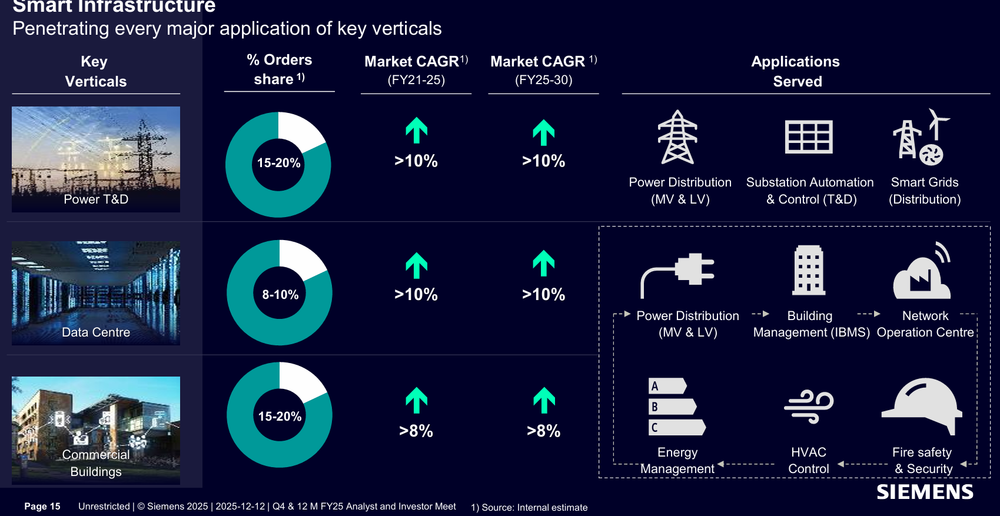 Smart Infrastructure
Penetrating every major application of key verticals
Key
Verticals
% Orders
share 1)
Market CAGR1)
(FY21-25)
Market CAGR 1)
(FY25-30)
Applications
Served
Power T&D
15-20%
>10%
>10%
Power Distribution
(MV & LV)
Substation Automation
& Control (T&D)
Smart Grids
(Distribution)
Data Centre
8-10%
>10%
>10%
Power Distribution
(MV & LV)
Building
Management (IBMS)
Network
Operation Centre
Commercial
Buildings
15-20%
>8%
>8%
A
B
C
Energy
Management
HVAC
Control
Fire safety
& Security
SIEMENS
Page 15 Unrestricted | © Siemens 2025 | 2025-12-12 | Q4 & 12 M FY25 Analyst and Investor Meet 1) Source: Internal estimate